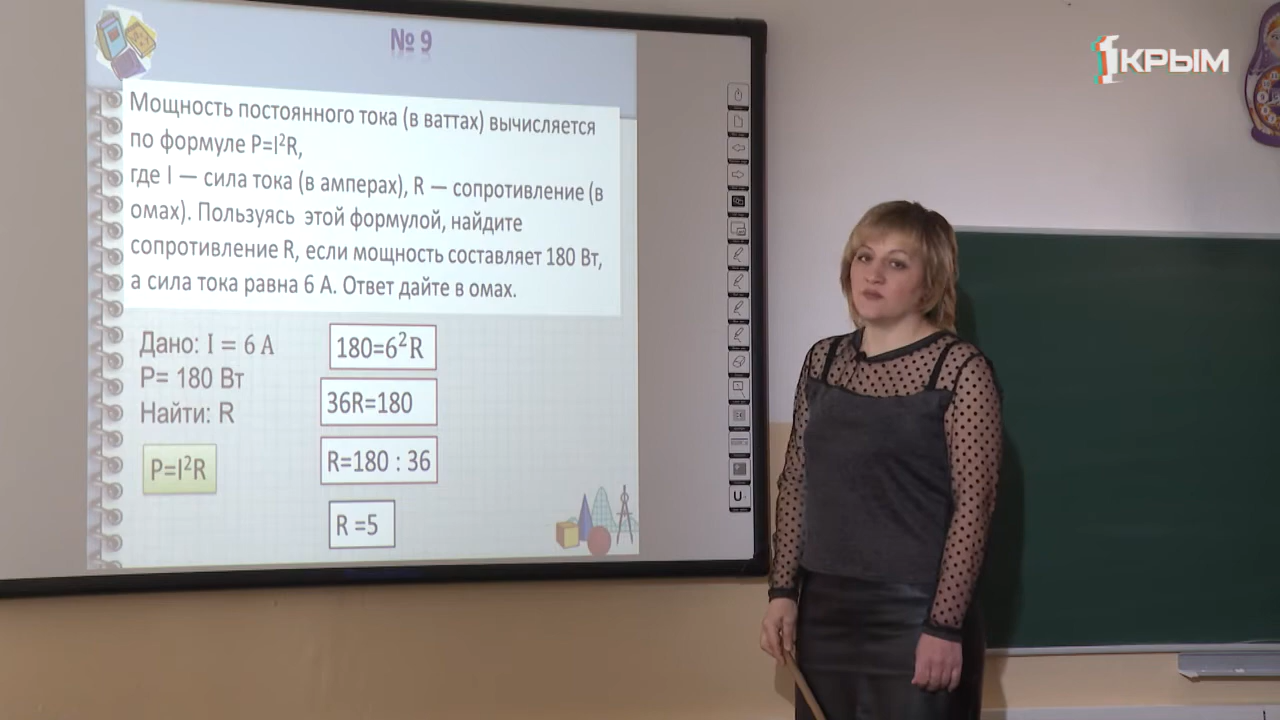 № 9
1КРЫМ
Мощность постоянного тока (в ваттах) вычисляется
по формуле P=I²R,
где I — сила тока (в амперах), R — сопротивление (в
омах). Пользуясь этой формулой, найдите
сопротивление R, если мощность составляет 180 Вт,
а сила тока равна 6 А. Ответ дайте в омах.
Дано: I = 6 А
P= 180 Вт
Найти: R
P=I²R
180=6²R
36R=180
R=180 : 36
R =5